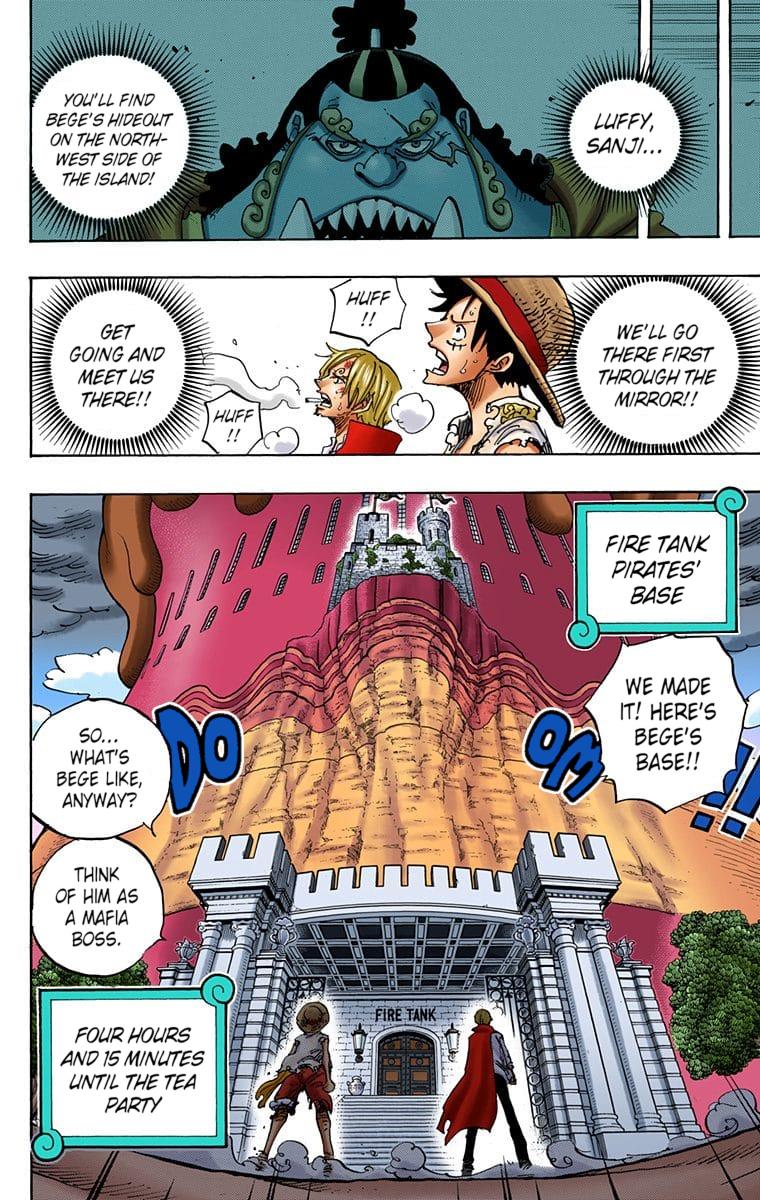 LUFFY,
SANJI...
YOU'LL FIND
BEGE'S HIDEOUT
ON THE NORTH-
WEST SIDE OF
THE ISLAND!
WE'LL GO
THERE FIRST
THROUGH THE
MIRROR!!
HUFF
!!
HUFF
!!
GET
GOING AND
MEET US
THERE!!
FIRE TANK
PIRATES'
BASE
WE MADE
IT! HERE'S
BEGE'S
BASE!!
DOOM!!
SO...
WHAT'S
BEGE LIKE,
ANYWAY?
THINK
OF HIM AS
A MAFIA
BOSS.
FIRE TANK
FOUR HOURS
AND 15 MINUTES
UNTIL THE TEA
PARTY